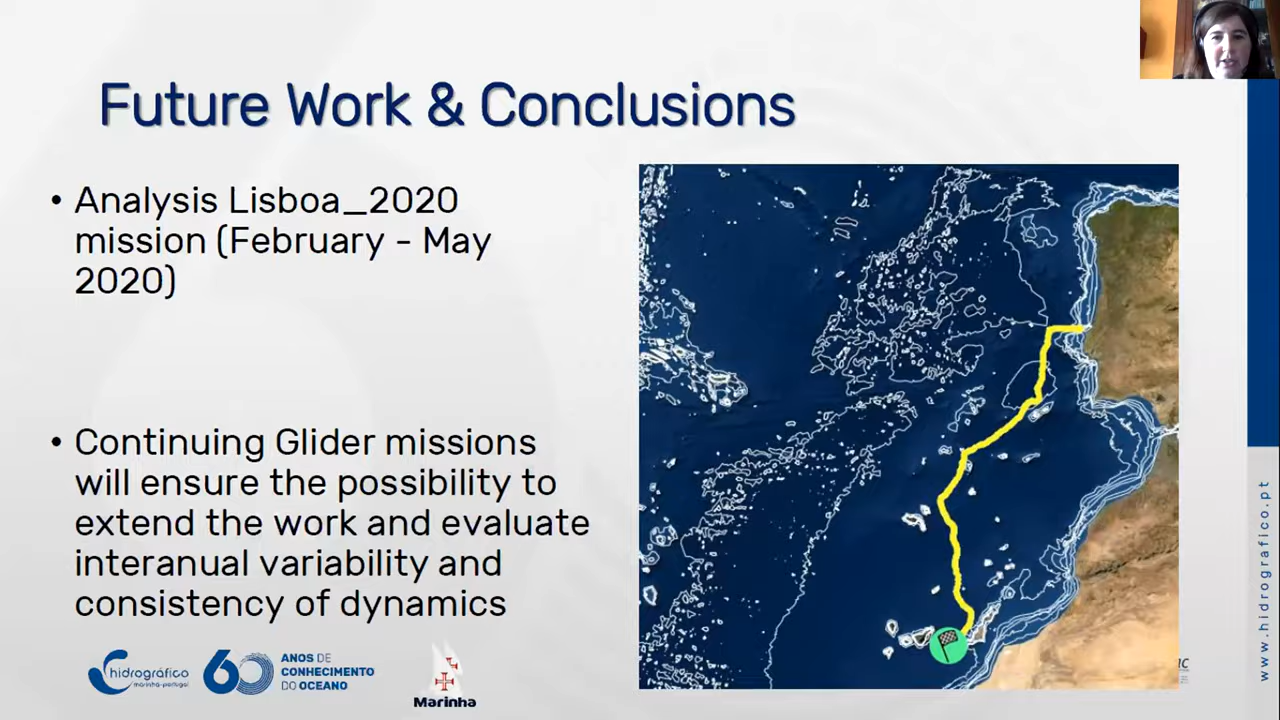 Future Work & Conclusions
• Analysis Lisboa_2020
mission (February - May
2020)
• Continuing Glider missions
will ensure the possibility to
extend the work and evaluate
interanual variability and
consistency of dynamics
hidrográfico
marinha-portugal
60
ANOS DE
CONHECIMENTO
DO OCEANO
Marinha
www.hidrografico.pt